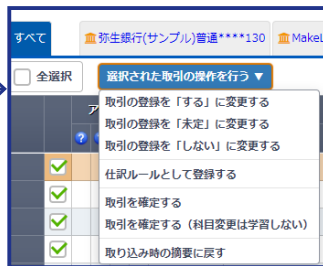 すべて
弥生銀行(サンプル)普通****130
MakeL
全選択
選択された取引の操作を行う ▼
ア
取引の登録を「する」に変更する
取引の登録を「未定」に変更する
取引の登録を「しない」に変更する
仕訳ルールとして登録する
取引を確定する
取引を確定する（科目変更は学習しない）
取り込み時の摘要に戻す